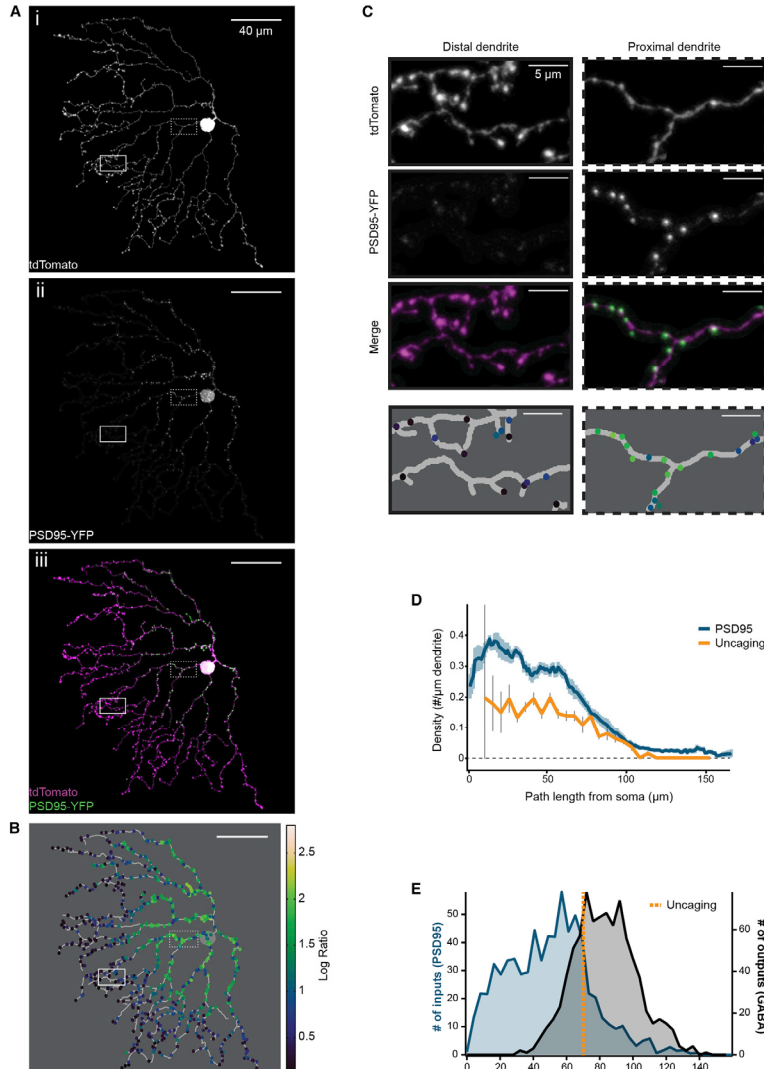 A
i
40 µm
tdTomato
ii
PSD95-YFP
iii
tdTomato
PSD95-YFP
B
2.5
2
1.5
1
0.5
Log Ratio
C
Distal dendrite
Proximal dendrite
5 µm
tdTomato
PSD95-YFP
Merge
D
PSD95
Uncaging
Density (#/µm dendrite)
0.4
0.3
0.2
0.1
0
0
50
100
150
Path length from soma (µm)
E
Uncaging
# of inputs (PSD95)
50
40
30
20
10
0
# of outputs (GABA)
60
40
20
0
0
20
40
60
80
100
120
140